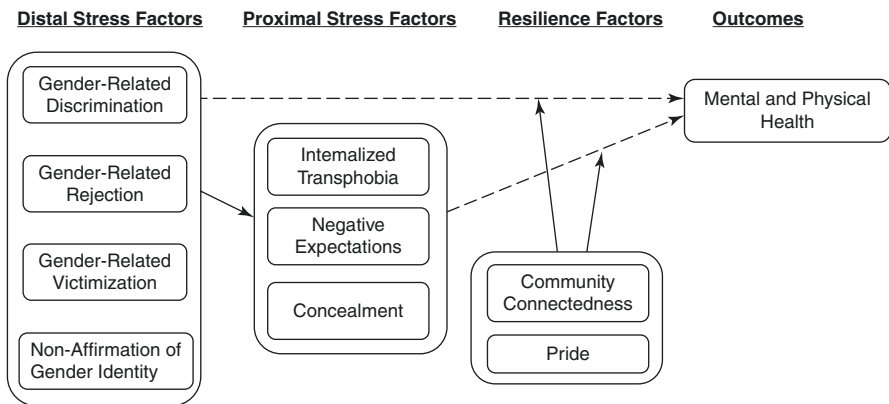 Distal Stress Factors
Proximal Stress Factors
Resilience Factors
Outcomes
Gender-Related
Discrimination
Gender-Related
Rejection
Gender-Related
Victimization
Non-Affirmation of
Gender Identity
Intemalized
Transphobia
Negative
Expectations
Concealment
Community
Connectedness
Pride
Mental and Physical
Health